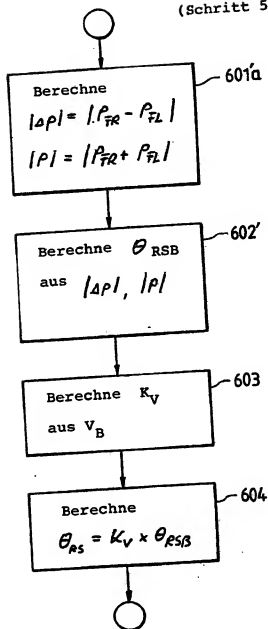 (Schritt 5
601'a
Berechne
|Δp| = |P_FR - P_FL|
|P| = |P_FR + P_FL|
602'
Berechne θ_RSB
aus |Δp|, |P|
603
Berechne K_V
aus V_B
604
Berechne
θ_RS = K_V × θ_RSB